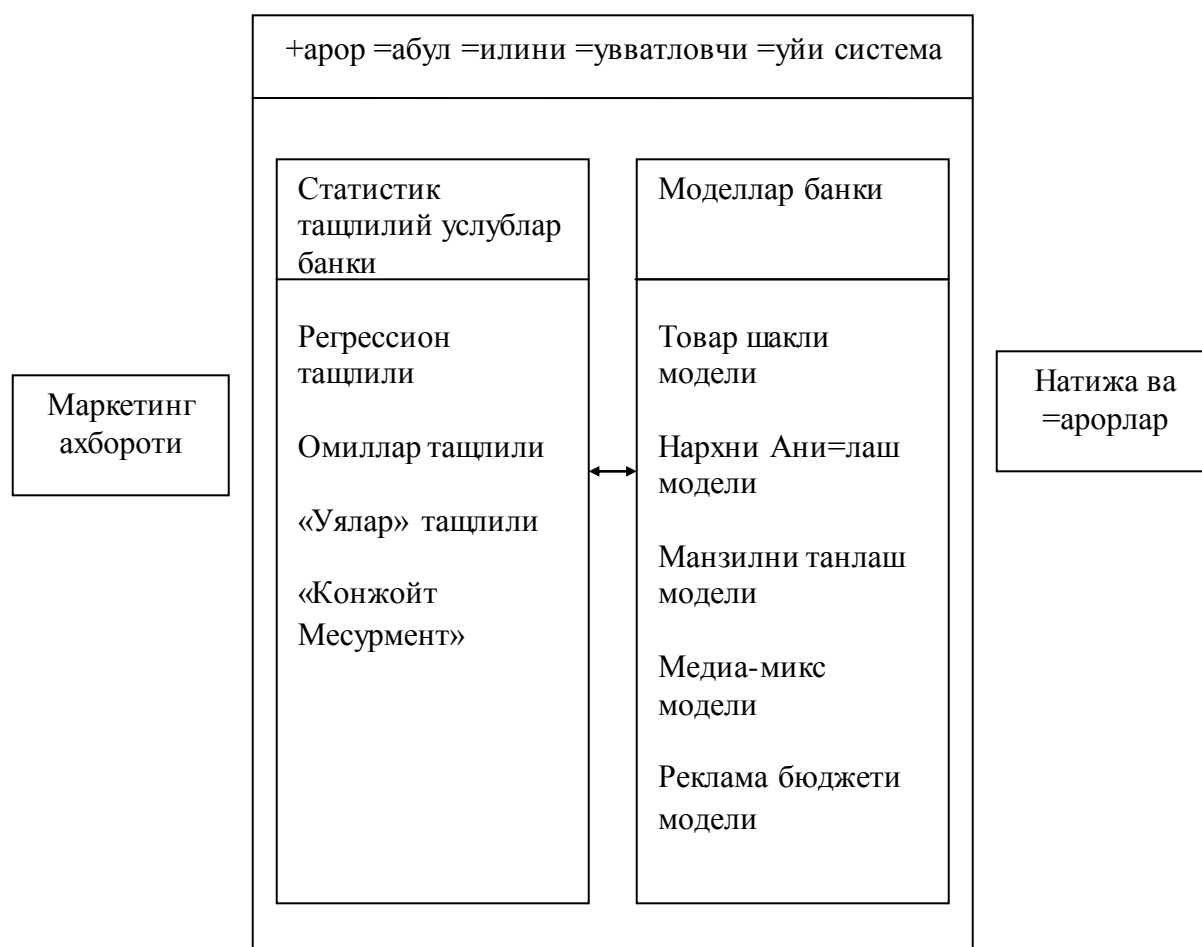 +арор =абул =илини =увватловчи =уйи система
Статистик
тащлилий услублар
банки
Моделлар банки
Регрессион
тащлили
Омиллар тащлили
«Уялар» тащлили
«Конжойт
Месурмент»
Товар шакли
модели
Нархни Ани=лаш
модели
Манзилни танлаш
модели
Медиа-микс
модели
Реклама бюджети
модели
Маркетинг
ахбороти
Натижа ва
=арорлар